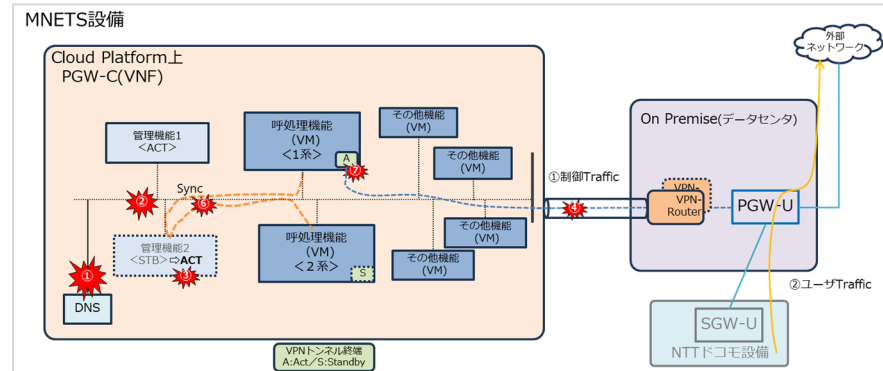 MNETS設備
Cloud Platform上
PGW-C(VNF)
管理機能1
<ACT>
呼処理機能
(VM)
<1系>
A
⑦
その他機能
(VM)
その他機能
(VM)
外部
ネットワーク
On Premise(データセンタ)
①制御Traffic
VPN-
VPN-
Router
PGW-U
④
②
Sync
⑥
管理機能2
<STB>⇨ACT
③
①
DNS
呼処理機能
(VM)
<2系>
S
その他機能
(VM)
その他機能
(VM)
②ユーザTraffic
SGW-U
NTTドコモ設備
VPNトンネル終端
A:Act/S:Standby